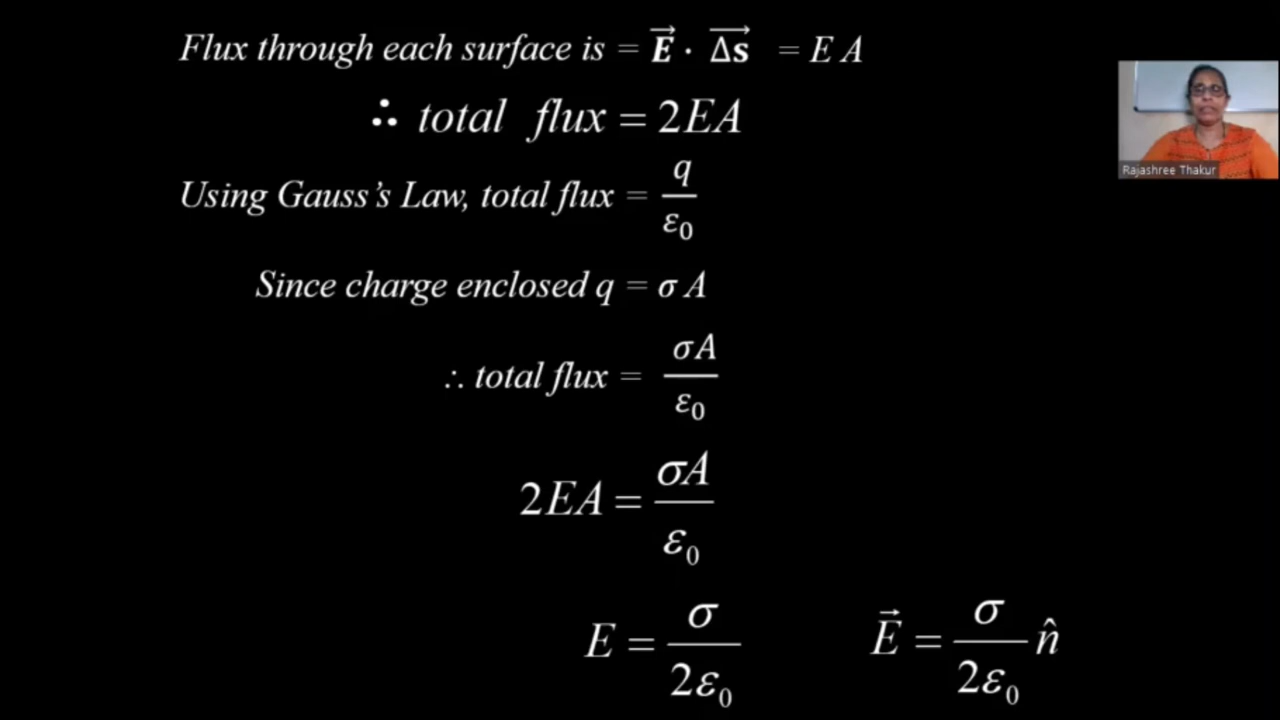 Flux through each surface is = E⃗ · Δs⃗ = E A
∴ total flux = 2EA
Using Gauss's Law, total flux = q/ε₀
Since charge enclosed q = σ A
∴ total flux = σA/ε₀
2EA = σA/ε₀
E = σ/2ε₀
E⃗ = σ/2ε₀ n̂
Rajashree Thakur